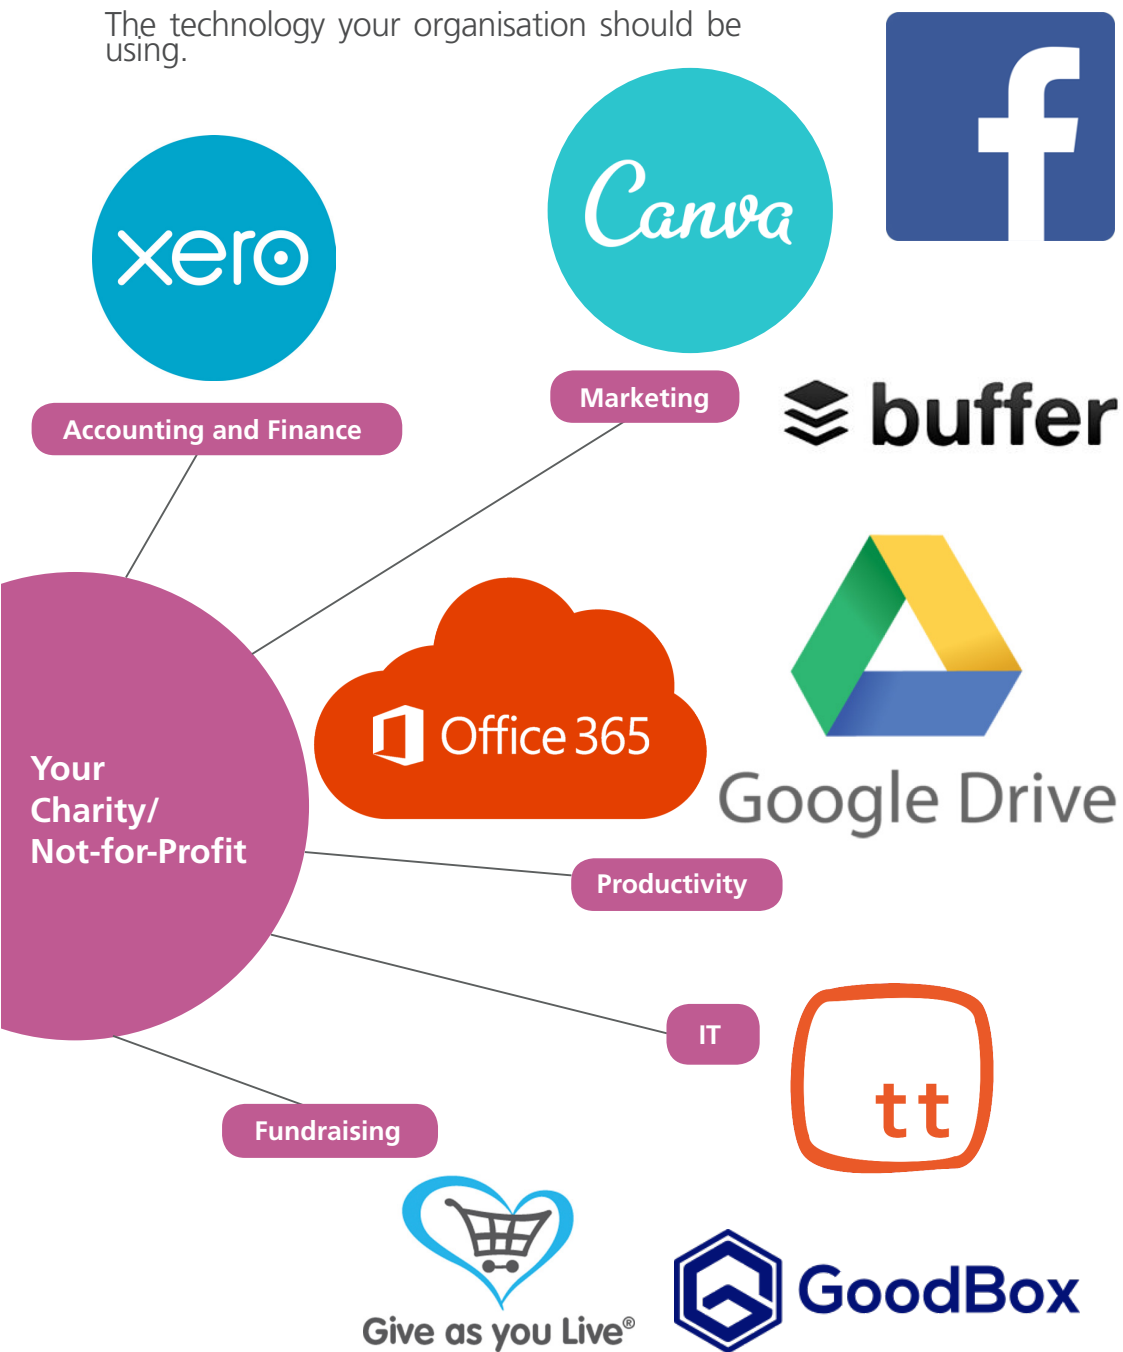 The technology your organisation should be
using.
xero
Canva
f
Accounting and Finance
Marketing
buffer
Office 365
Google Drive
Your
Charity/
Not-for-Profit
Productivity
IT
tt
Fundraising
Give as you Live®
GoodBox